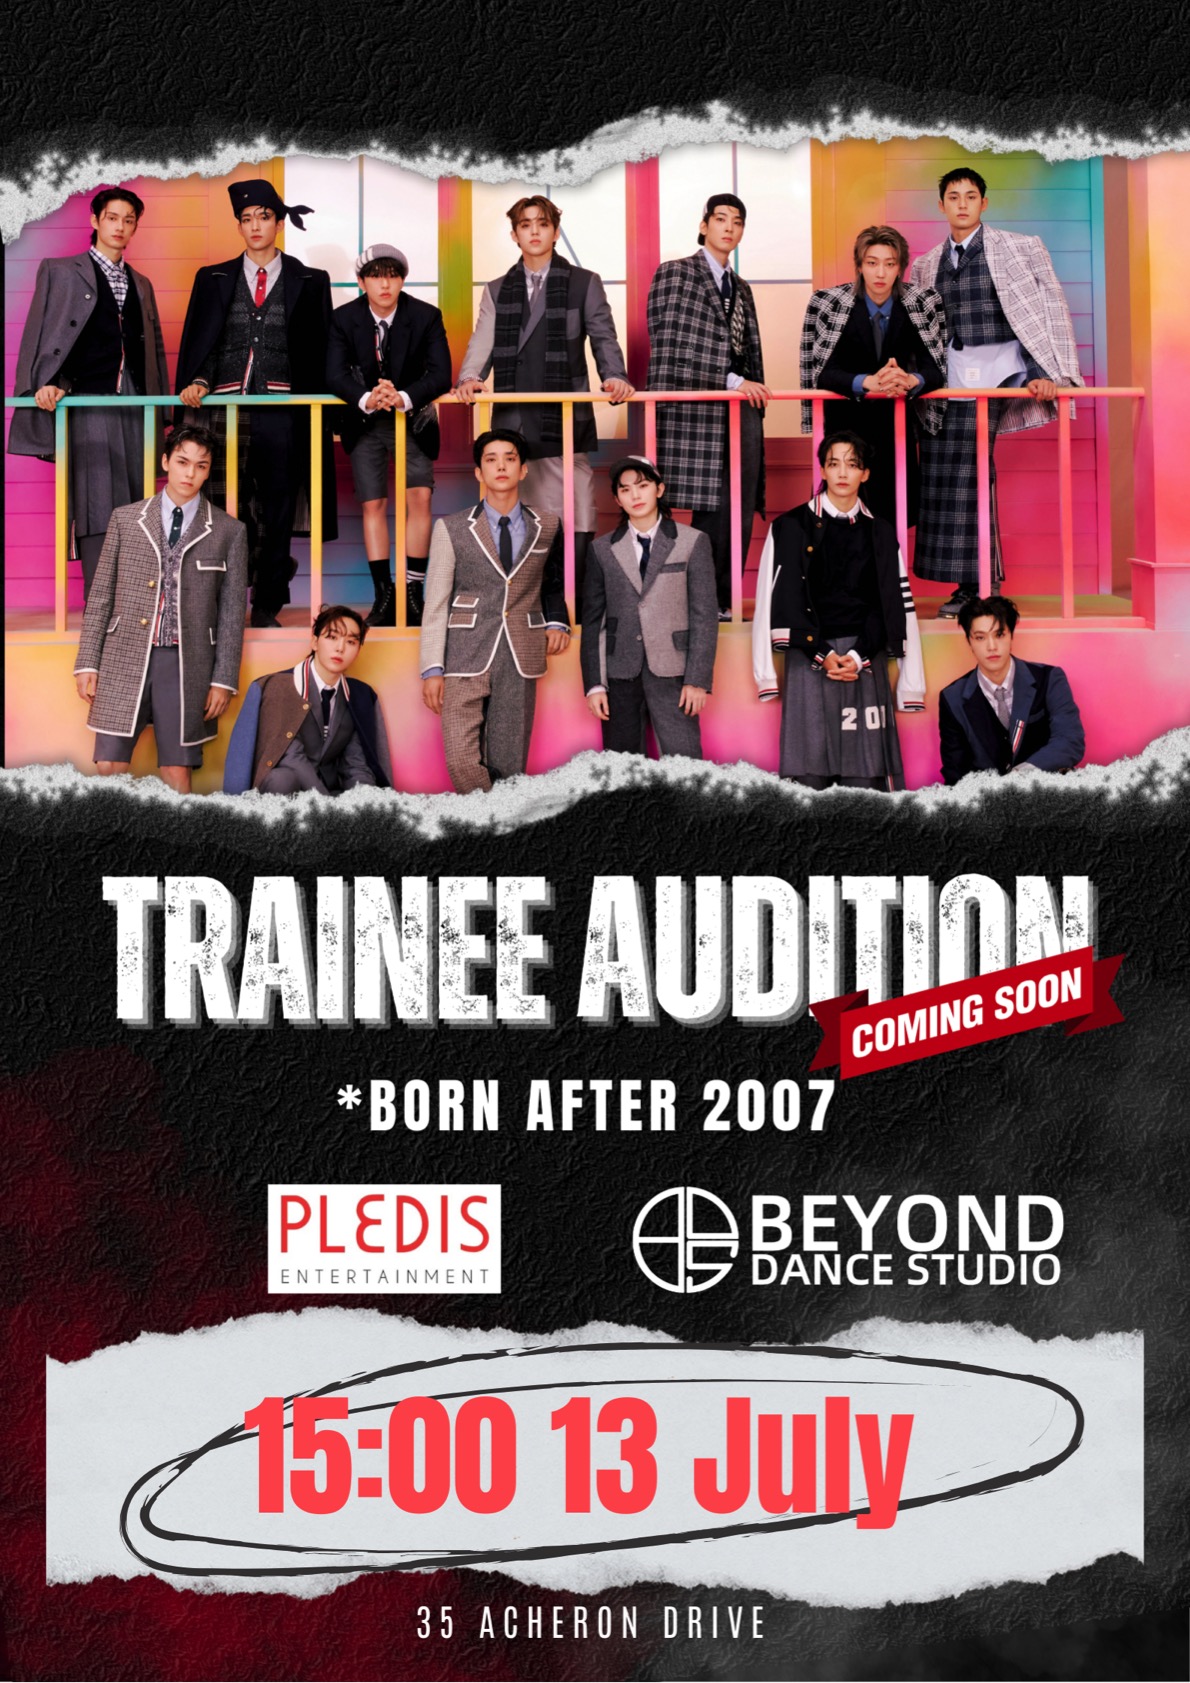 TRAINEE AUDITION
COMING SOON
*BORN AFTER 2007
PLEDIS
ENTERTAINMENT
BEYOND
DANCE STUDIO
15:00 13 July
35 ACHERON DRIVE